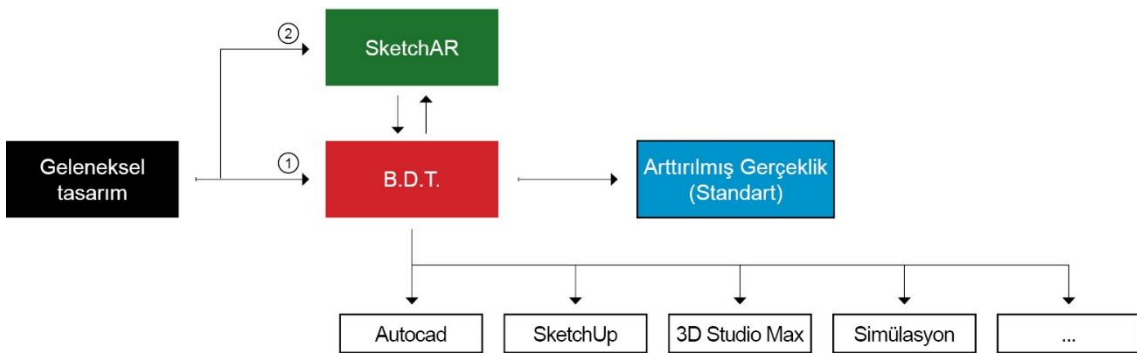 ②
SketchAR
Geleneksel
tasarım
①
B.D.T.
Arttırılmış Gerçeklik
(Standart)
Autocad
SketchUp
3D Studio Max
Simülasyon
...